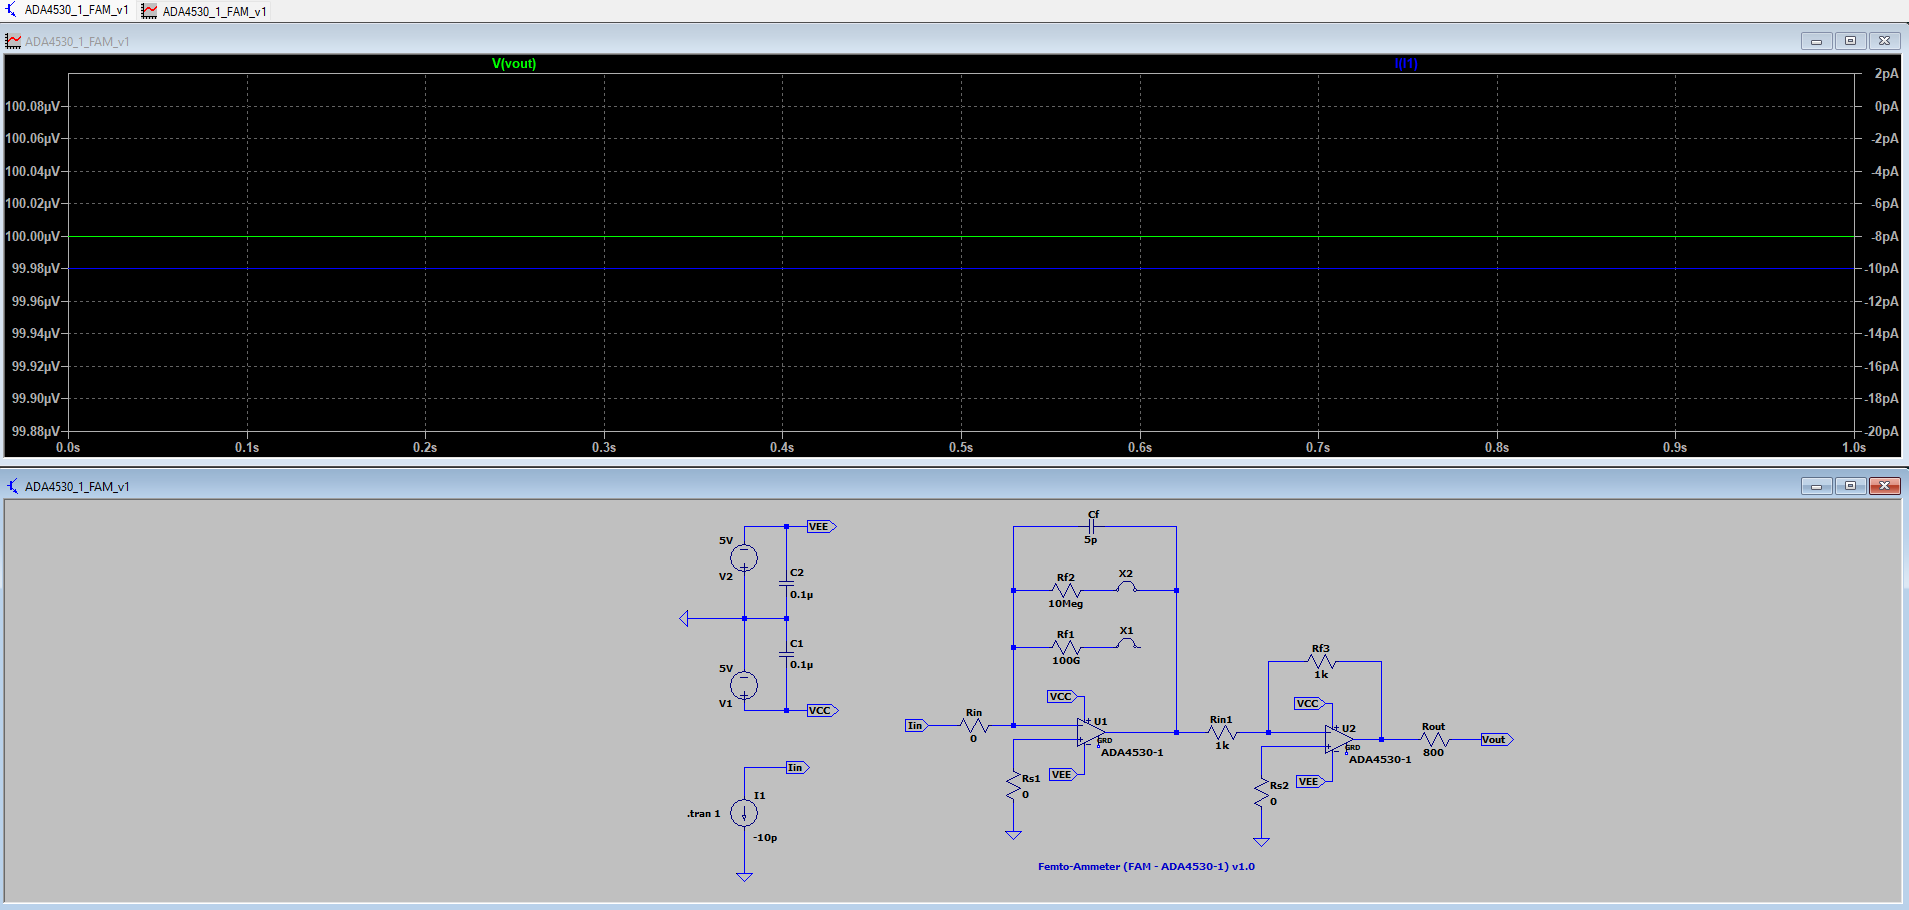 ADA4530_1_FAM_v1 ADA4530_1_FAM_v1
ADA4530_1_FAM_v1
V(vout) I(I1)
100.08µV
100.06µV
100.04µV
100.02µV
100.00µV
99.98µV
99.96µV
99.94µV
99.92µV
99.90µV
99.88µV
2pA
0pA
-2pA
-4pA
-6pA
-8pA
-10pA
-12pA
-14pA
-16pA
-18pA
-20pA
0.0s 0.1s 0.2s 0.3s 0.4s 0.5s 0.6s 0.7s 0.8s 0.9s 1.0s
ADA4530_1_FAM_v1
VEE
5V
V2
C2
0.1µ
C1
0.1µ
5V
V1
VCC
Iin
I1
.tran 1
-10p
Cf
5p
Rf2
10Meg
X2
Rf1
100G
X1
Iin
Rin
0
VCC
U1
GRD
ADA4530-1
VEE
Rs1
0
Rin1
1k
Rf3
1k
VCC
U2
GRD
ADA4530-1
VEE
Rs2
0
Rout
800
Vout
Femto-Ammeter (FAM - ADA4530-1) v1.0